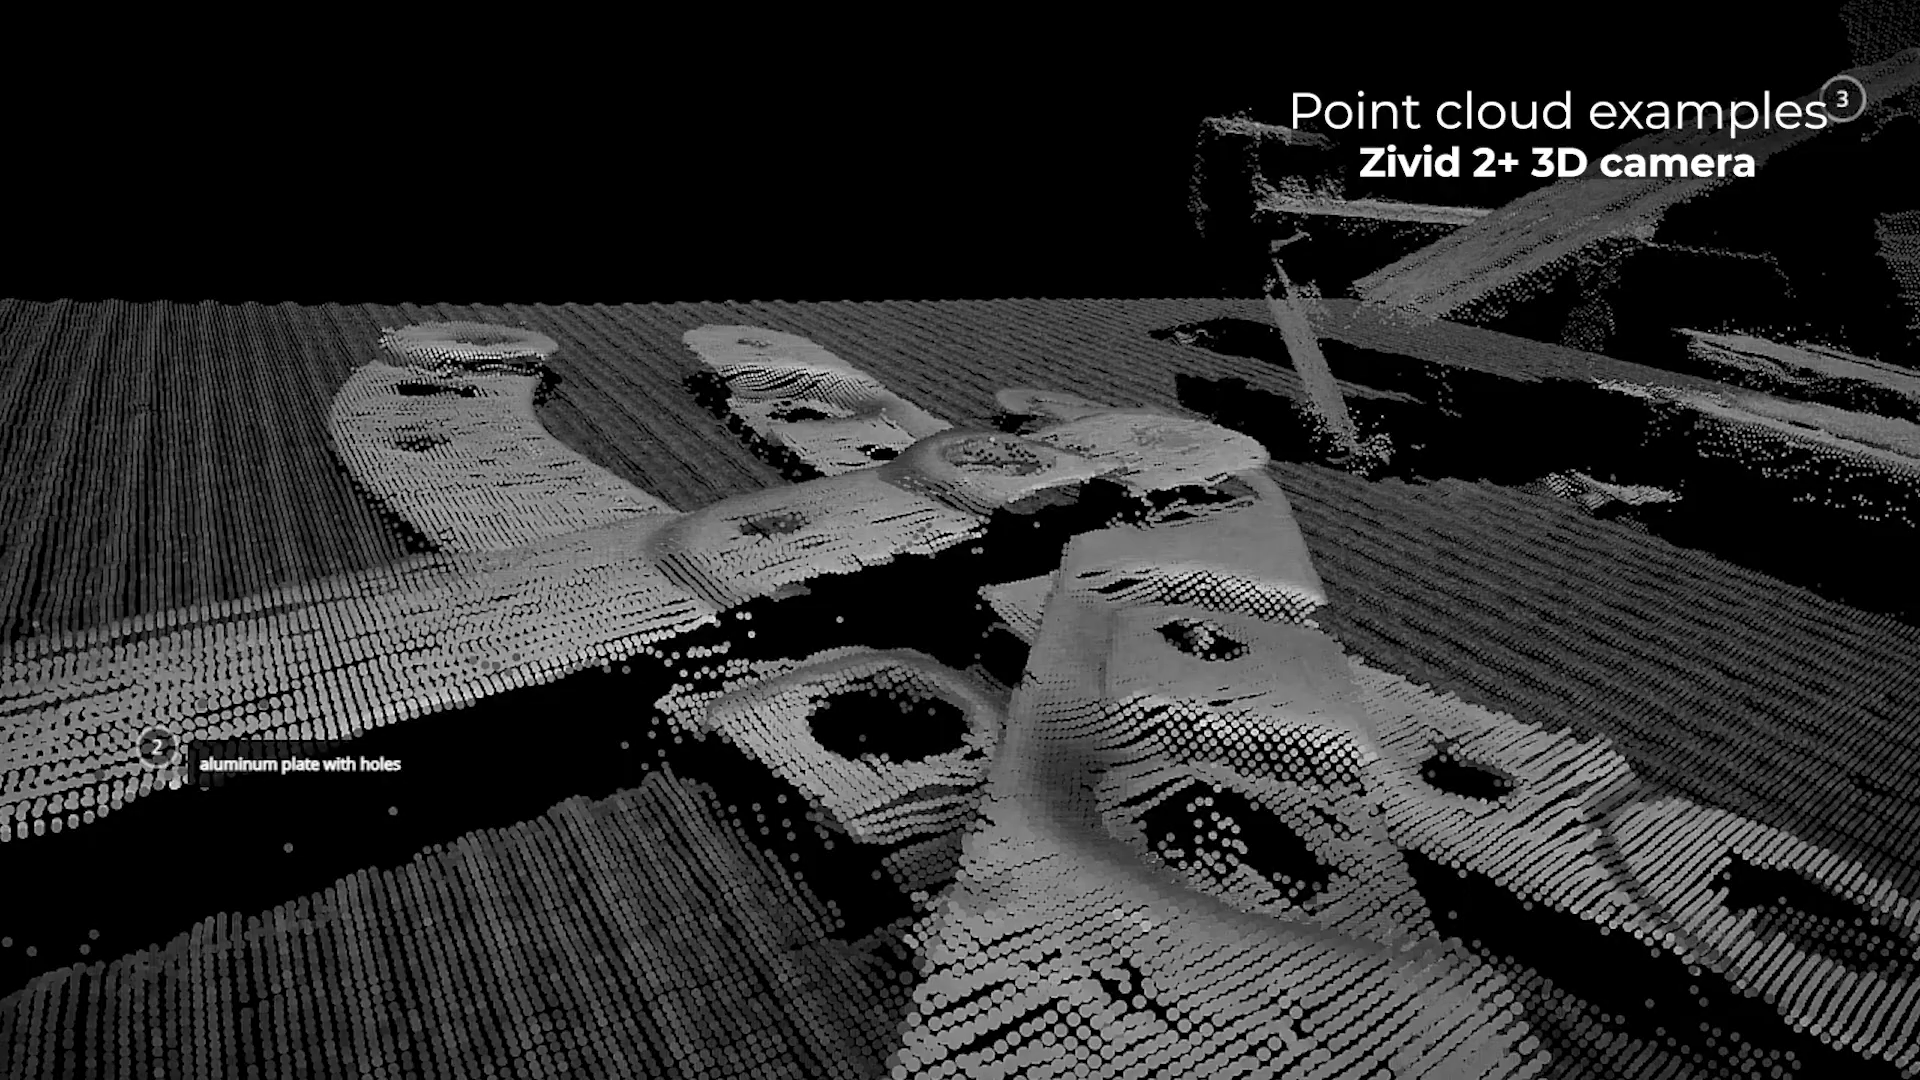 Point cloud examples
3
Zivid 2+ 3D camera
2
aluminum plate with holes